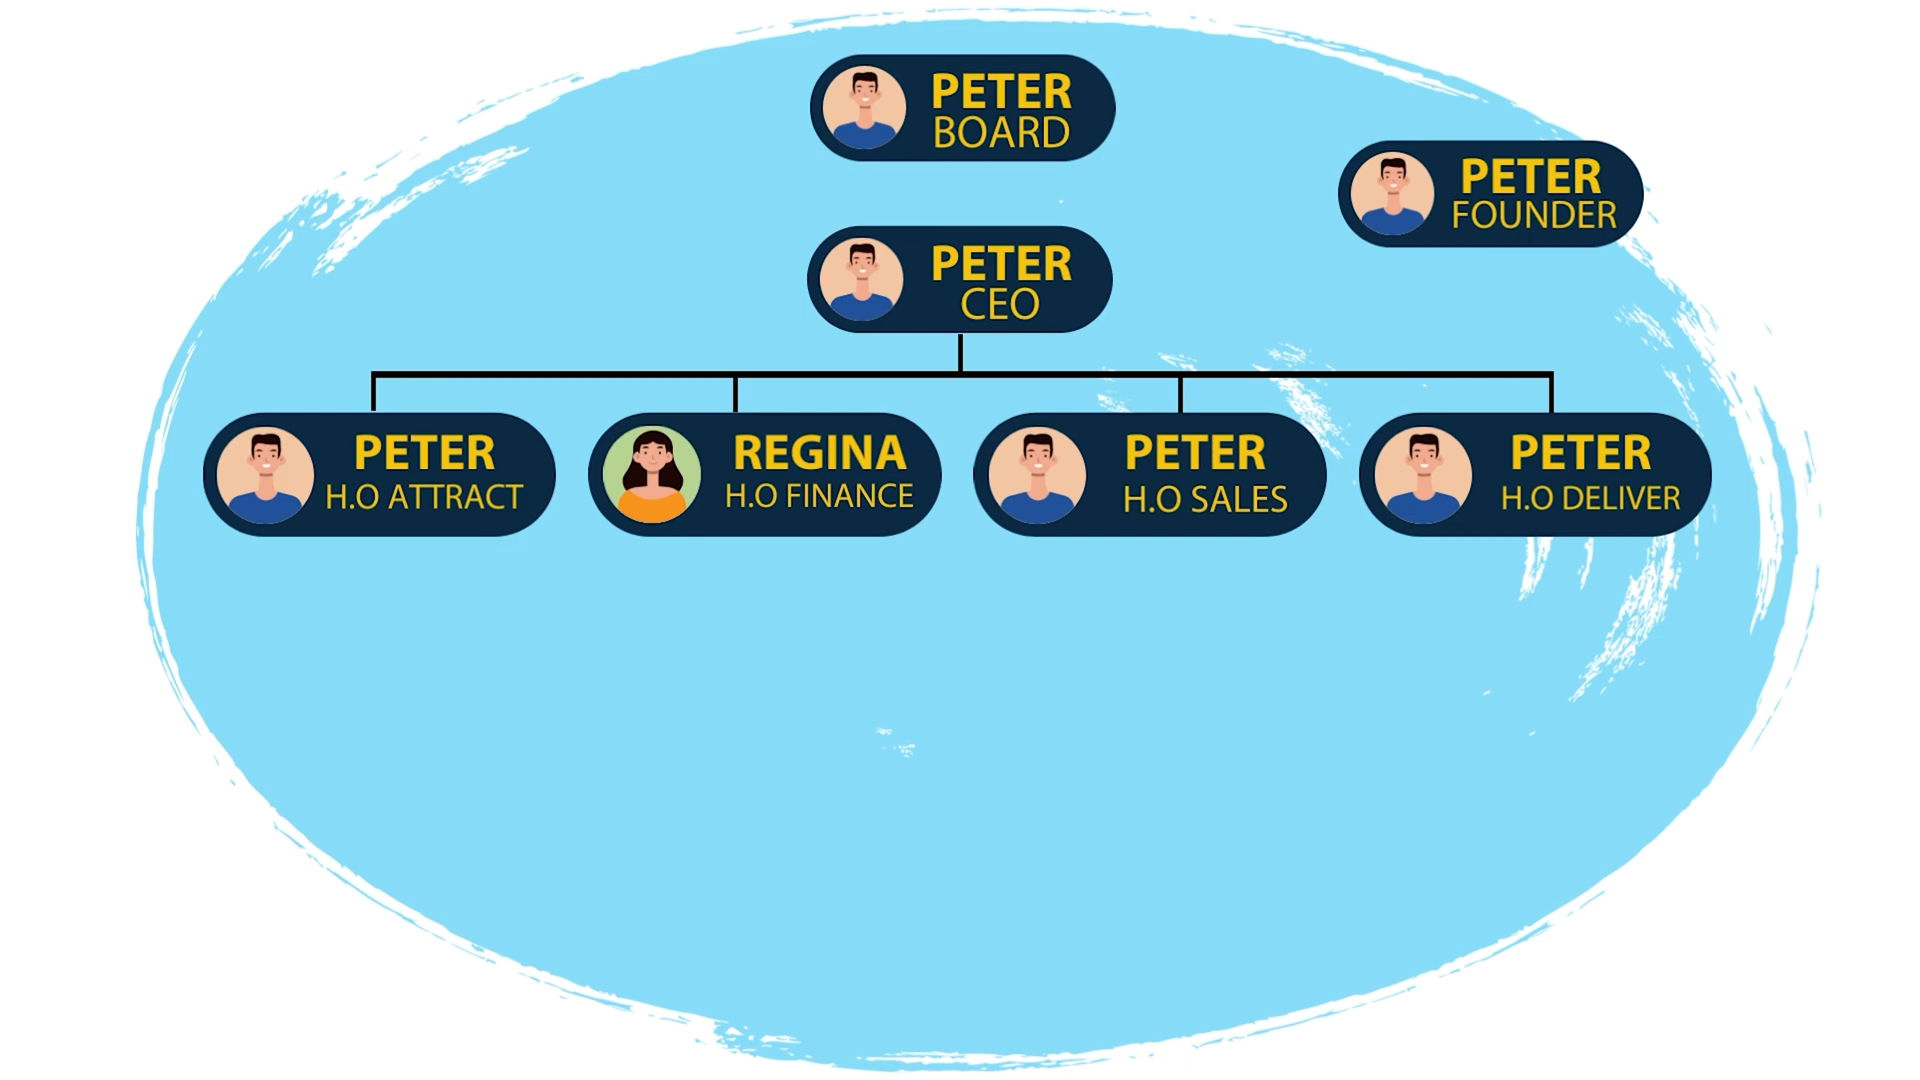 PETER
BOARD
PETER
FOUNDER
PETER
CEO
PETER
H.O ATTRACT
REGINA
H.O FINANCE
PETER
H.O SALES
PETER
H.O DELIVER